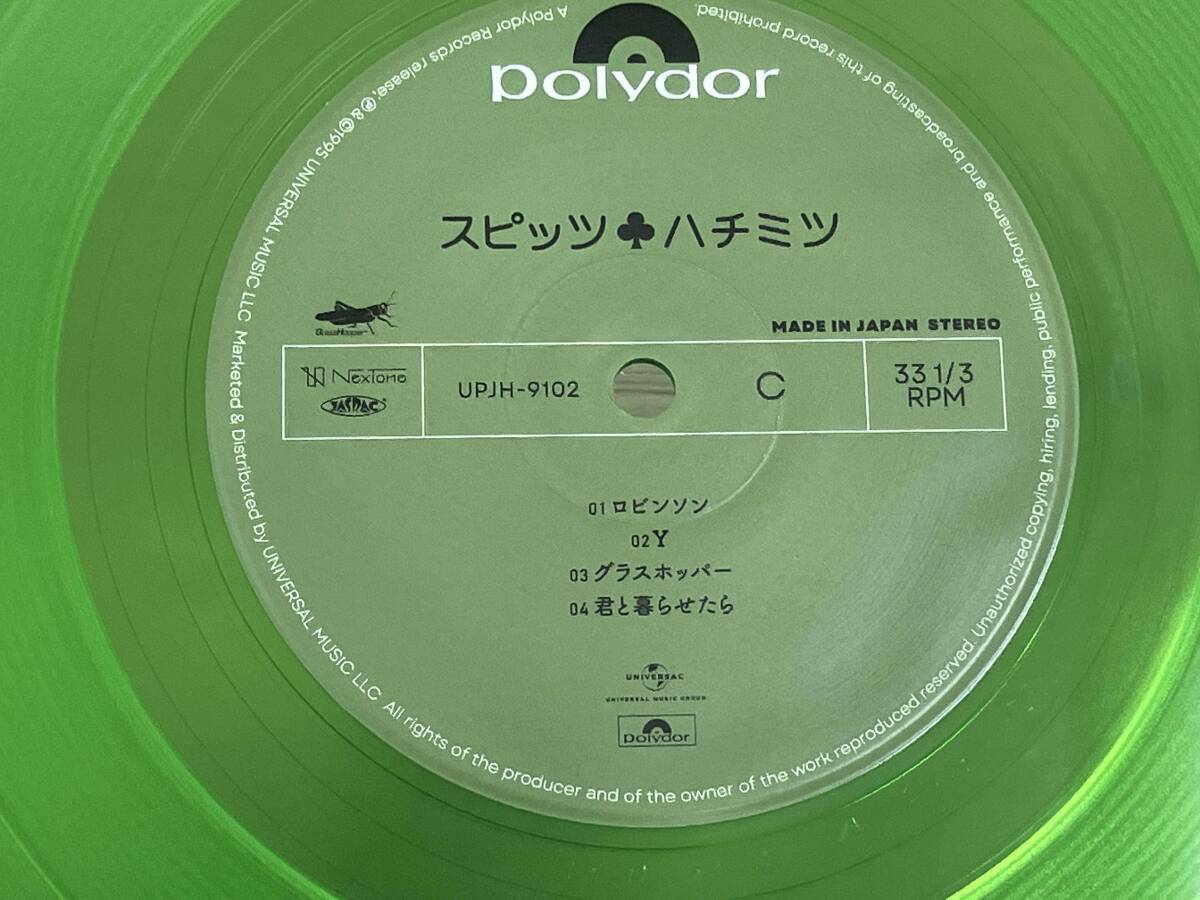 polydor
スピッツ♣ハチミツ
GrassHopper
MADE IN JAPAN STEREO
NexTone
JASRAC
UPJH-9102
C
33 1/3
RPM
01 ロビンソン
02 Y
03 グラスホッパー
04 君と暮らせたら
UNIVERSAL
UNIVERSAL MUSIC GROUP
polydor
A Polydor Records release; ℗&©1995 UNIVERSAL MUSIC LLC Marketed & Distributed by UNIVERSAL MUSIC LLC. All rights of the producer and of the owner of the work reproduced reserved. Unauthorized copying, hiring, lending, public performance and broadcasting of this record prohibited.